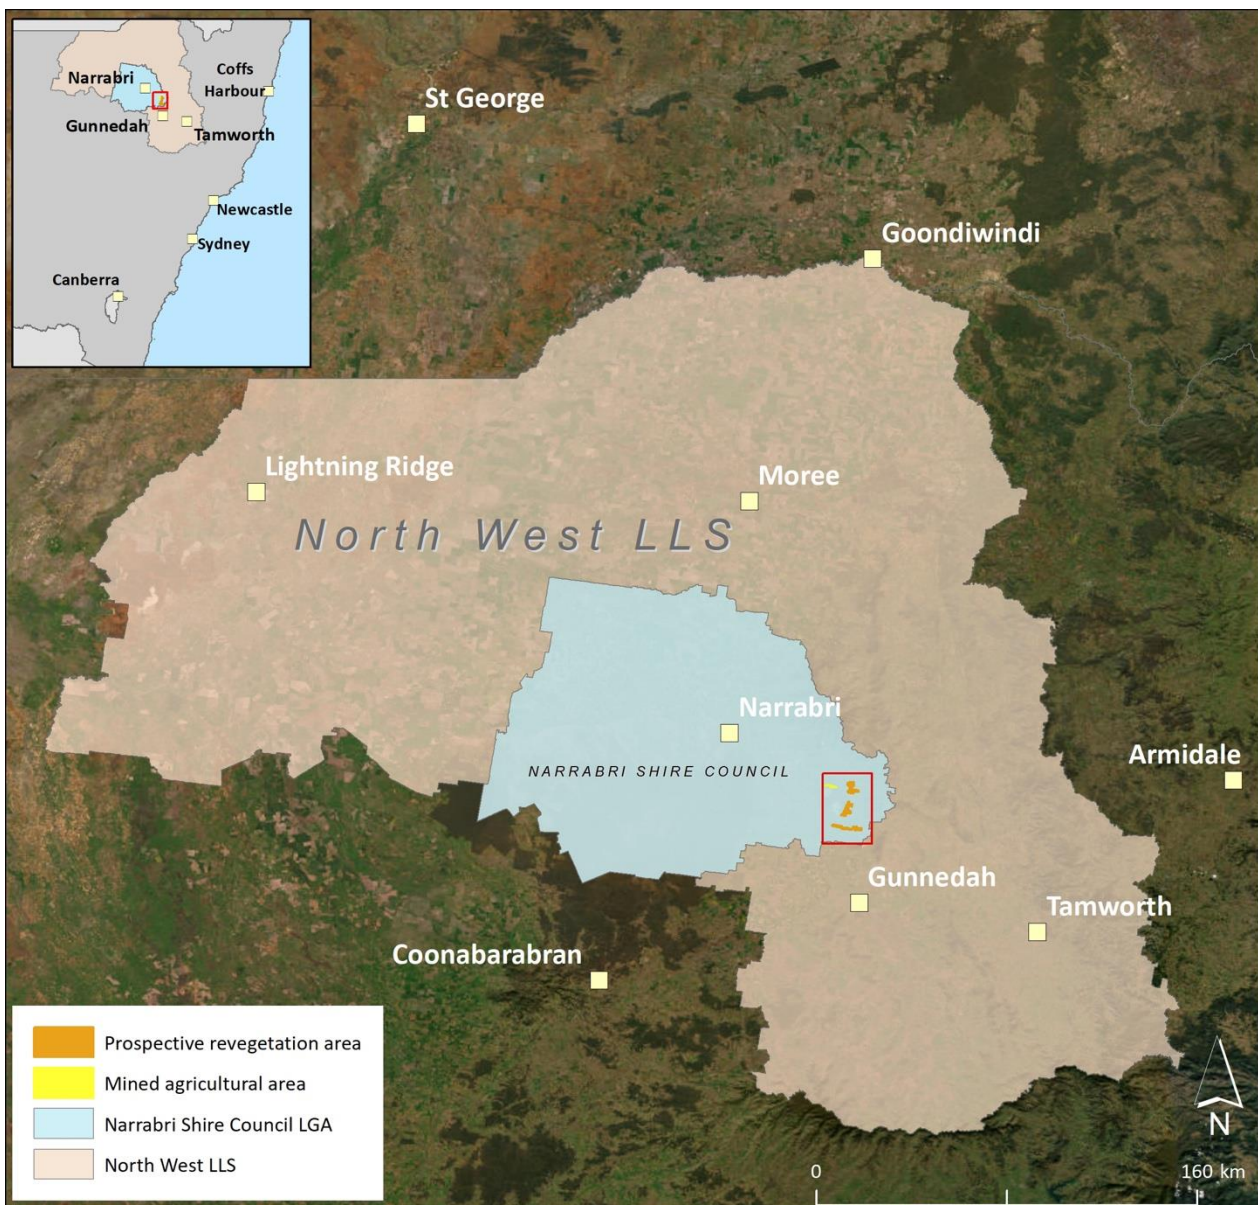 Narrabri
Coffs
Harbour
Gunnedah
Tamworth
Newcastle
Sydney
Canberra
St George
Goondiwindi
Lightning Ridge
Moree
North West LLS
Narrabri
NARRABRI SHIRE COUNCIL
Armidale
Gunnedah
Tamworth
Coonabarabran
Prospective revegetation area
Mined agricultural area
Narrabri Shire Council LGA
North West LLS
N
0
160 km